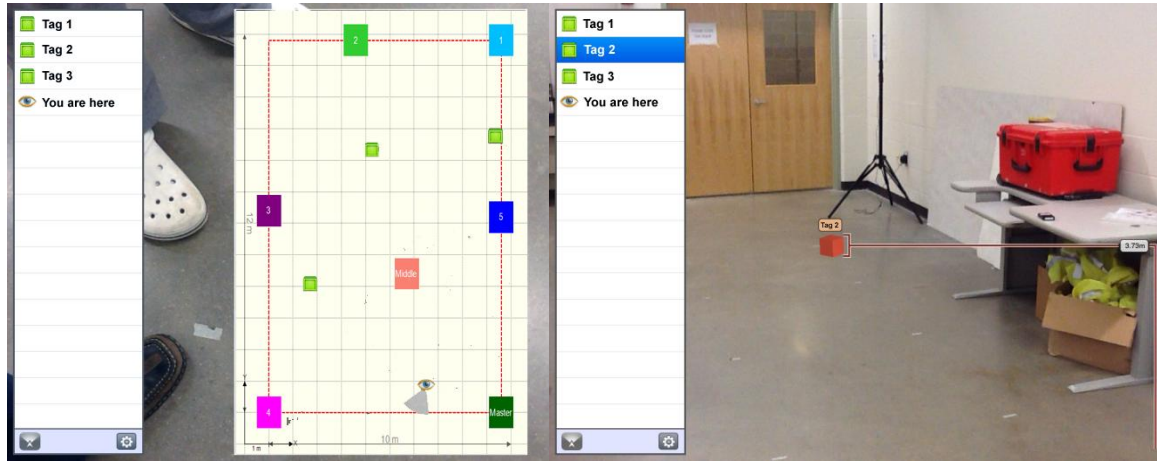 Tag 1
Tag 2
Tag 3
You are here
2
1
3
5
12 m
Middle
4
Master
Y
X
1 m
10 m
Tag 1
Tag 2
Tag 3
You are here
Tag 2
3.73m